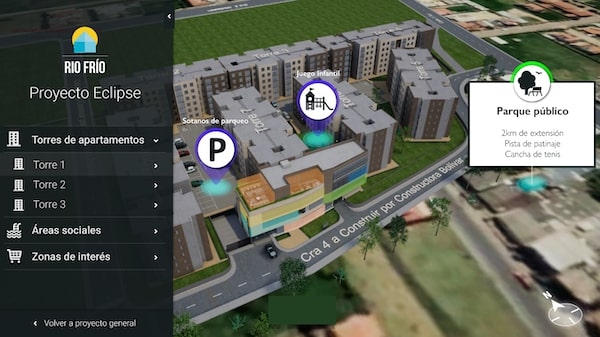 RIO FRÍO
Proyecto Eclipse
Torres de apartamentos
Torre 1
Torre 2
Torre 3
Áreas sociales
Zonas de interés
Volver a proyecto general
Juego Infantil
Sotanos de parqueo
P
Parque público
2km de extensión
Pista de patinaje
Cancha de tenis
Cra 4 a Construir por Constructora Bolívar